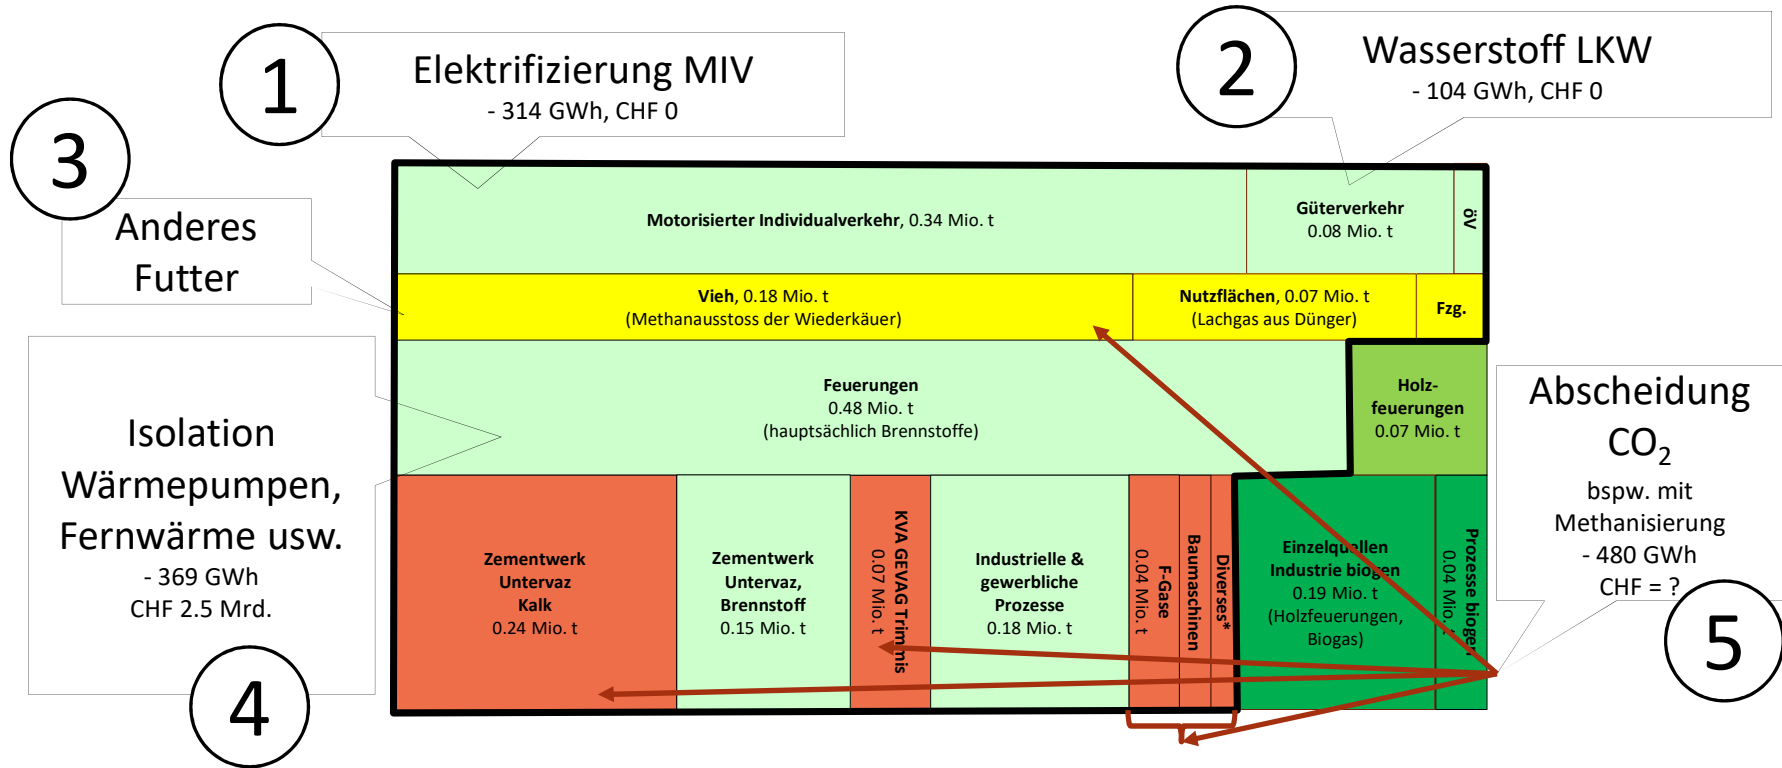 1
Elektrifizierung MIV
- 314 GWh, CHF 0
2
Wasserstoff LKW
- 104 GWh, CHF 0
3
Anderes
Futter
Motorisierter Individualverkehr, 0.34 Mio. t
Güterverkehr
0.08 Mio. t
öV
Vieh, 0.18 Mio. t
(Methanausstoss der Wiederkäuer)
Nutzflächen, 0.07 Mio. t
(Lachgas aus Dünger)
Fzg.
Isolation
Wärmepumpen,
Fernwärme usw.
- 369 GWh
CHF 2.5 Mrd.
4
Feuerungen
0.48 Mio. t
(hauptsächlich Brennstoffe)
Holz-
feuerungen
0.07 Mio. t
Abscheidung
CO2
bspw. mit
Methanisierung
- 480 GWh
CHF = ?
5
Zementwerk
Untervaz
Kalk
0.24 Mio. t
Zementwerk
Untervaz,
Brennstoff
0.15 Mio. t
KVA GEVAG Trimmis
0.07 Mio. t
Industrielle &
gewerbliche
Prozesse
0.18 Mio. t
F-Gase
0.04 Mio. t
Baumaschinen
Diverses*
Einzelquellen
Industrie biogen
0.19 Mio. t
(Holzfeuerungen,
Biogas)
Prozesse biogen
0.04 Mio. t